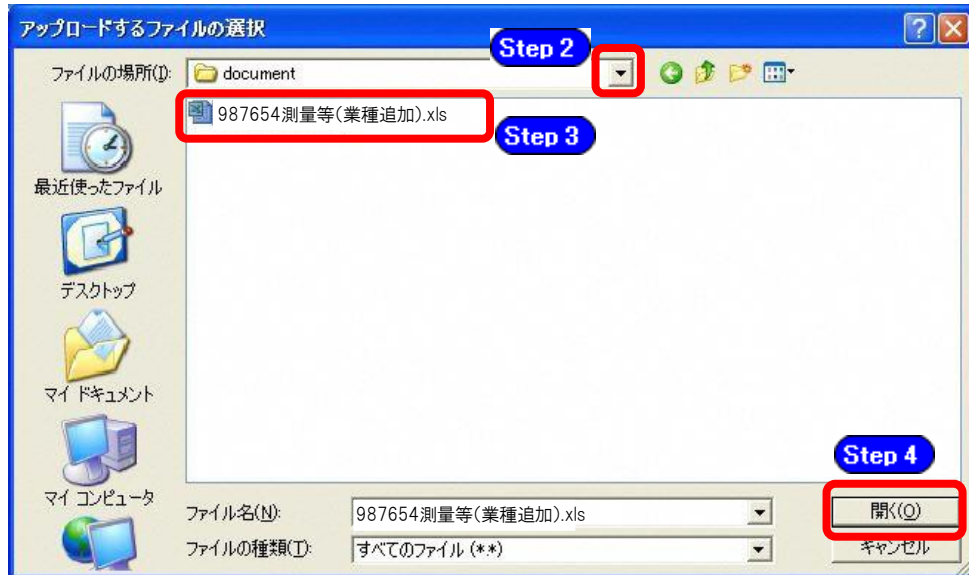 アップロードするファイルの選択
Step 2
ファイルの場所(I):
document
987654測量等(業種追加).xls
Step 3
最近使ったファイル
デスクトップ
マイ ドキュメント
マイ コンピュータ
Step 4
ファイル名(N):
987654測量等(業種追加).xls
開く(O)
ファイルの種類(T):
すべてのファイル (*.*)
キャンセル